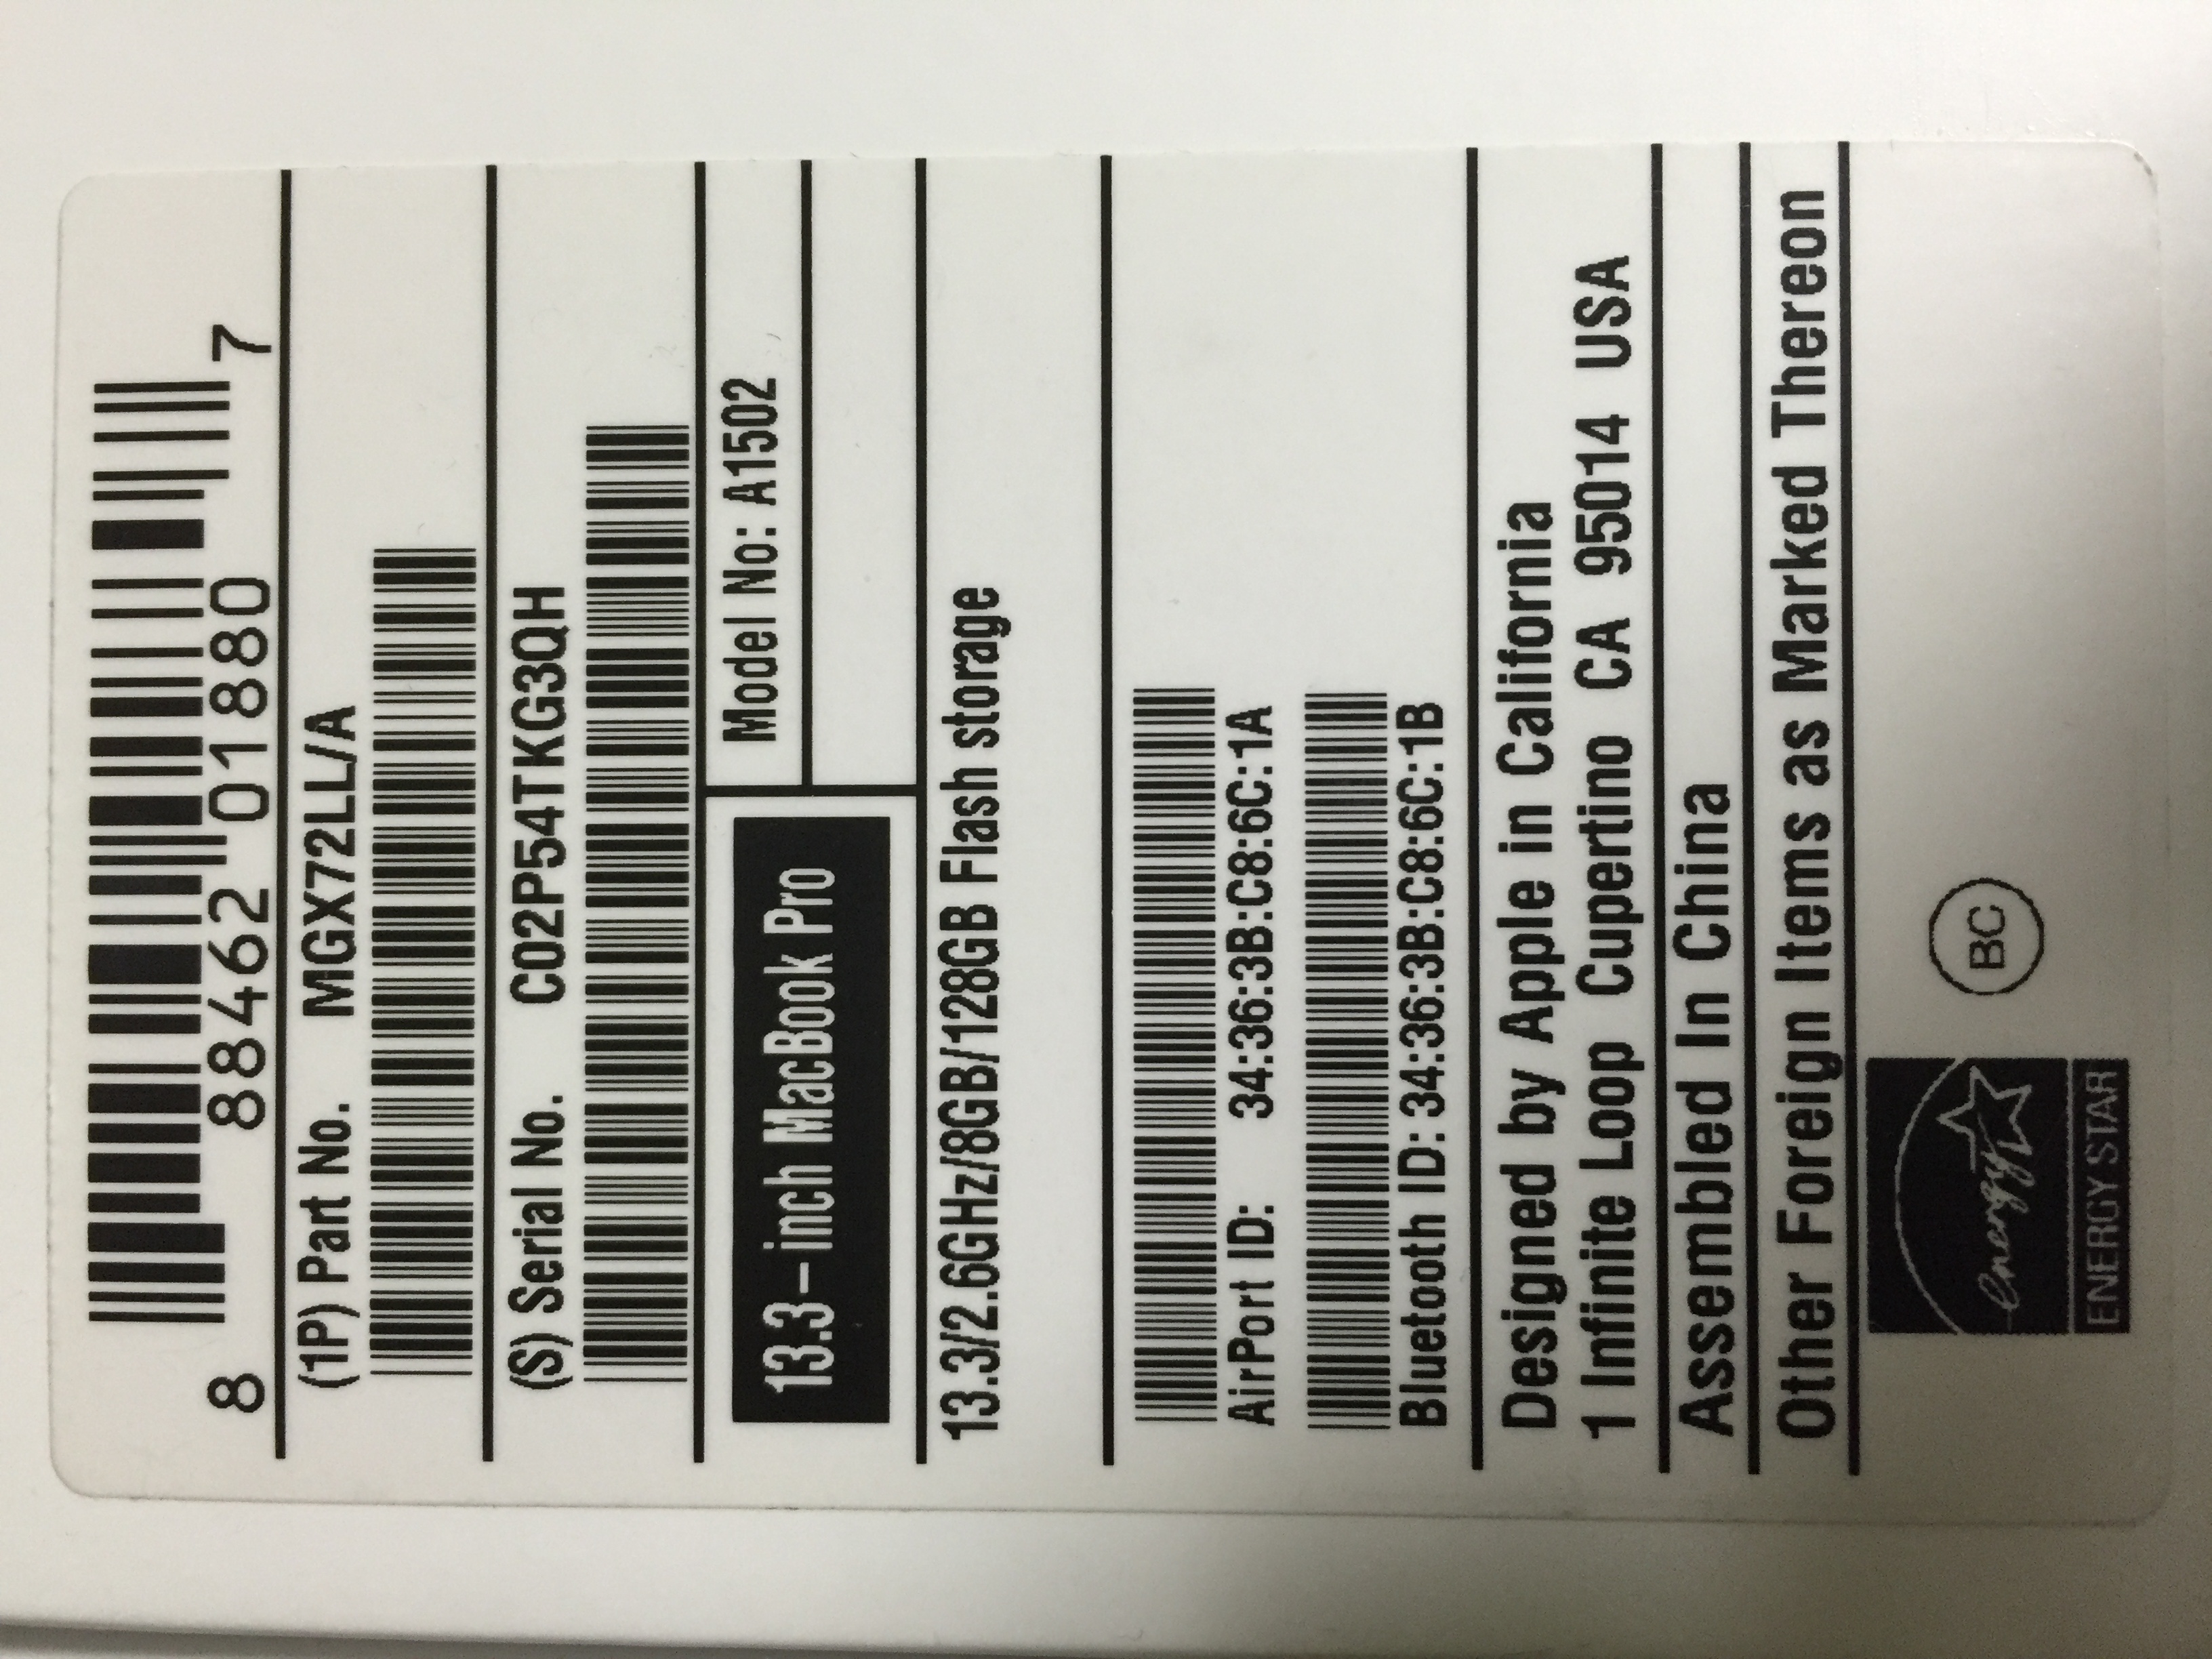 8 88462 01880 7
(1P) Part No. MGX72LL/A
(S) Serial No. C02P54TKG3QH
13.3-inch MacBook Pro
Model No: A1502
13.3/2.6GHz/8GB/128GB Flash storage
AirPort ID: 34:36:3B:C8:6C:1A
Bluetooth ID: 34:36:3B:C8:6C:1B
Designed by Apple in California
1 Infinite Loop Cupertino CA 95014 USA
Assembled In China
Other Foreign Items as Marked Thereon
energy
ENERGY STAR
BC